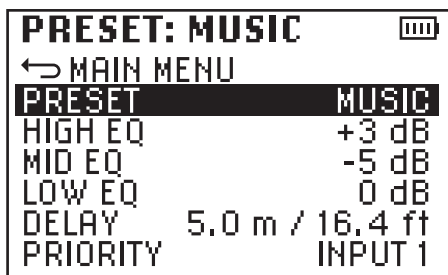 PRESET: MUSIC
MAIN MENU
PRESET MUSIC
HIGH EQ +3 dB
MID EQ -5 dB
LOW EQ 0 dB
DELAY 5.0 m / 16.4 ft
PRIORITY INPUT 1